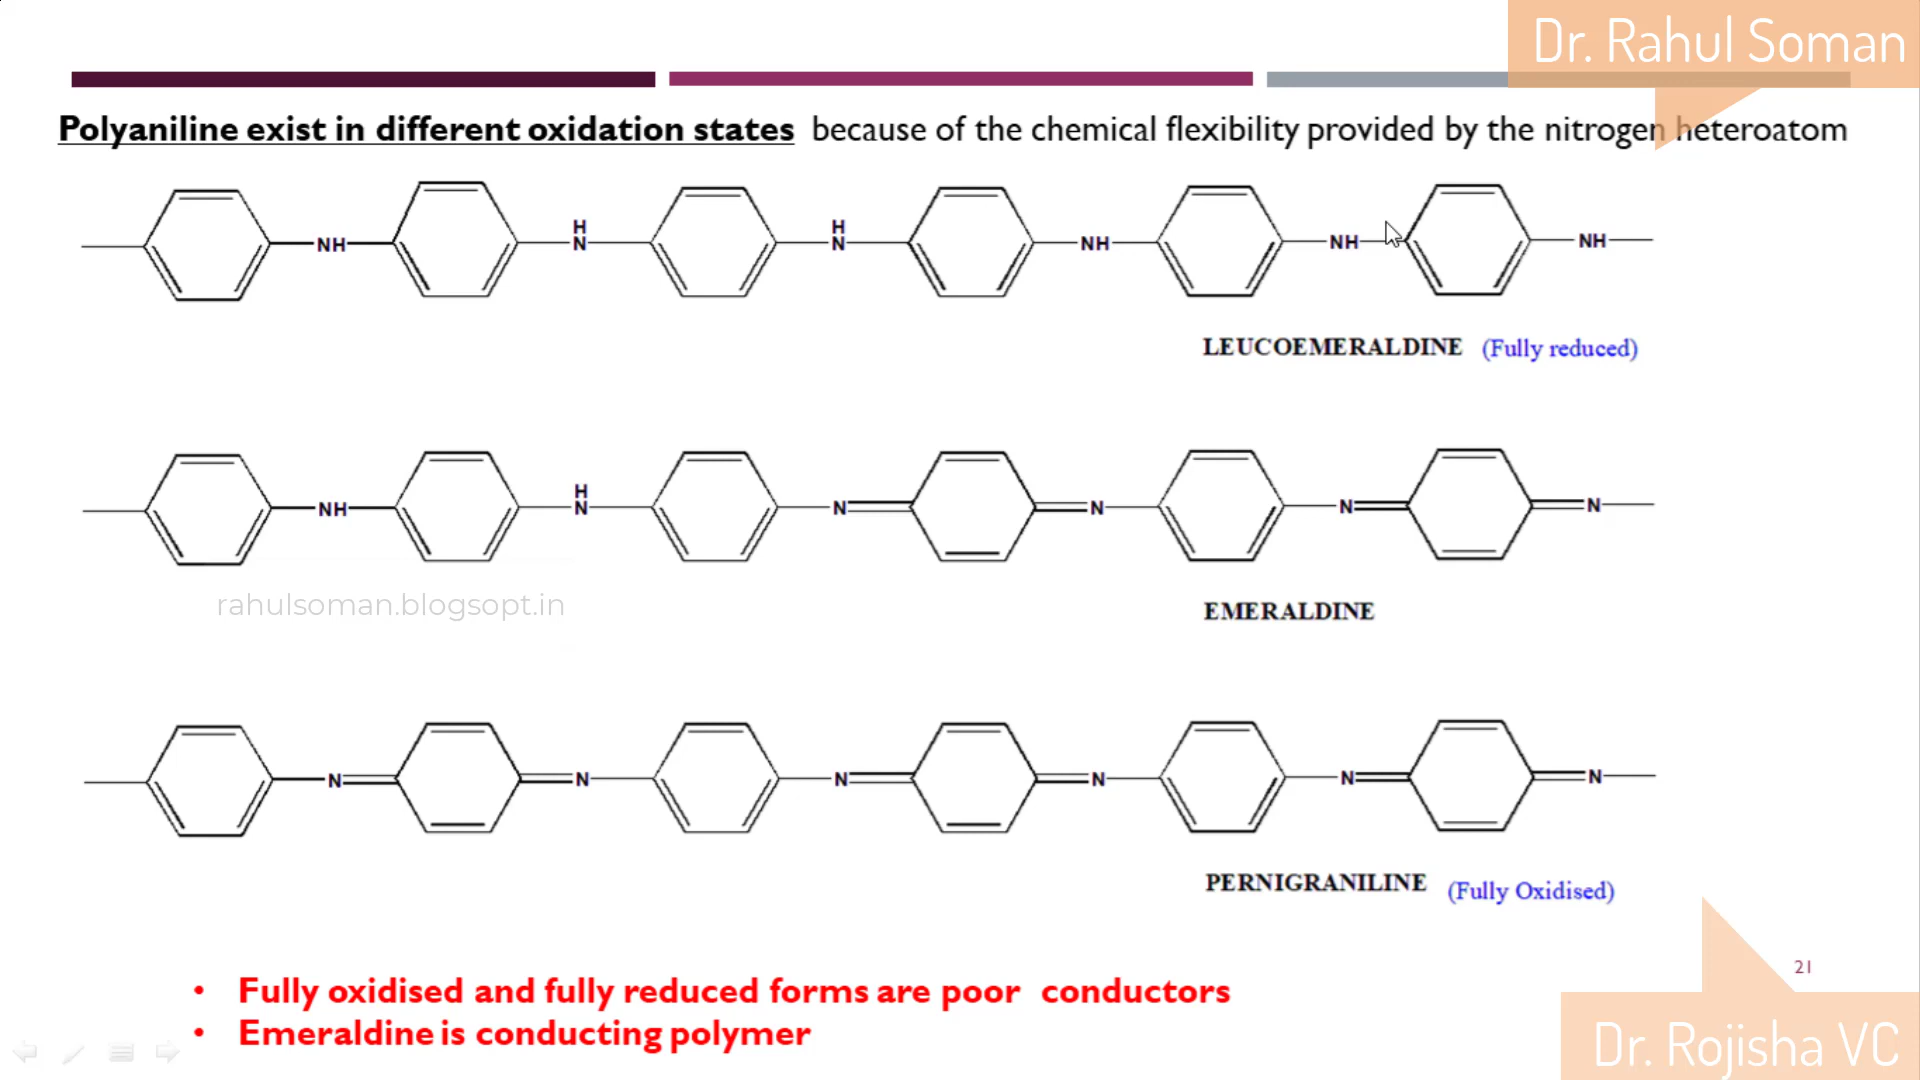 Dr. Rahul Soman
Polyaniline exist in different oxidation states because of the chemical flexibility provided by the nitrogen heteroatom
NH H N H N NH NH NH
LEUCOEMERALDINE (Fully reduced)
NH H N N N N N
rahulsoman.blogsopt.in
EMERALDINE
N N N N N N
PERNIGRANILINE (Fully Oxidised)
21
• Fully oxidised and fully reduced forms are poor conductors
• Emeraldine is conducting polymer
Dr. Rojisha VC